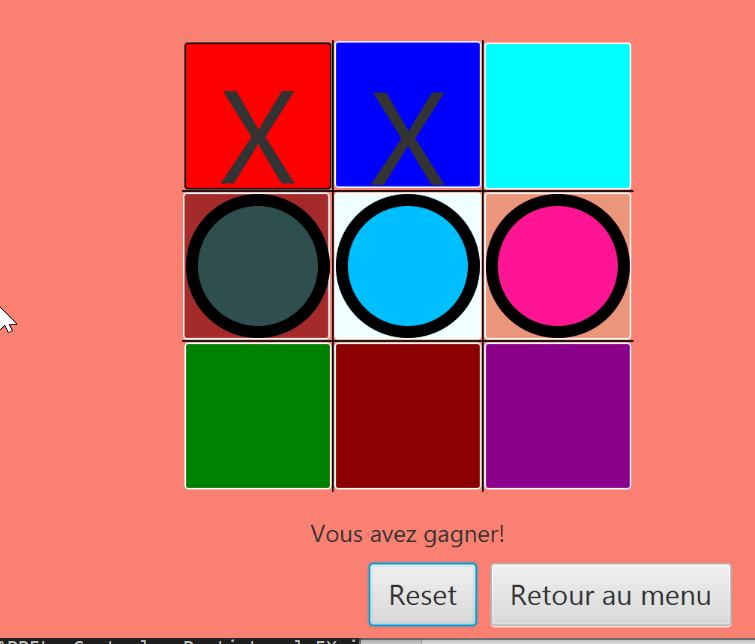 X X
Vous avez gagner!
Reset Retour au menu